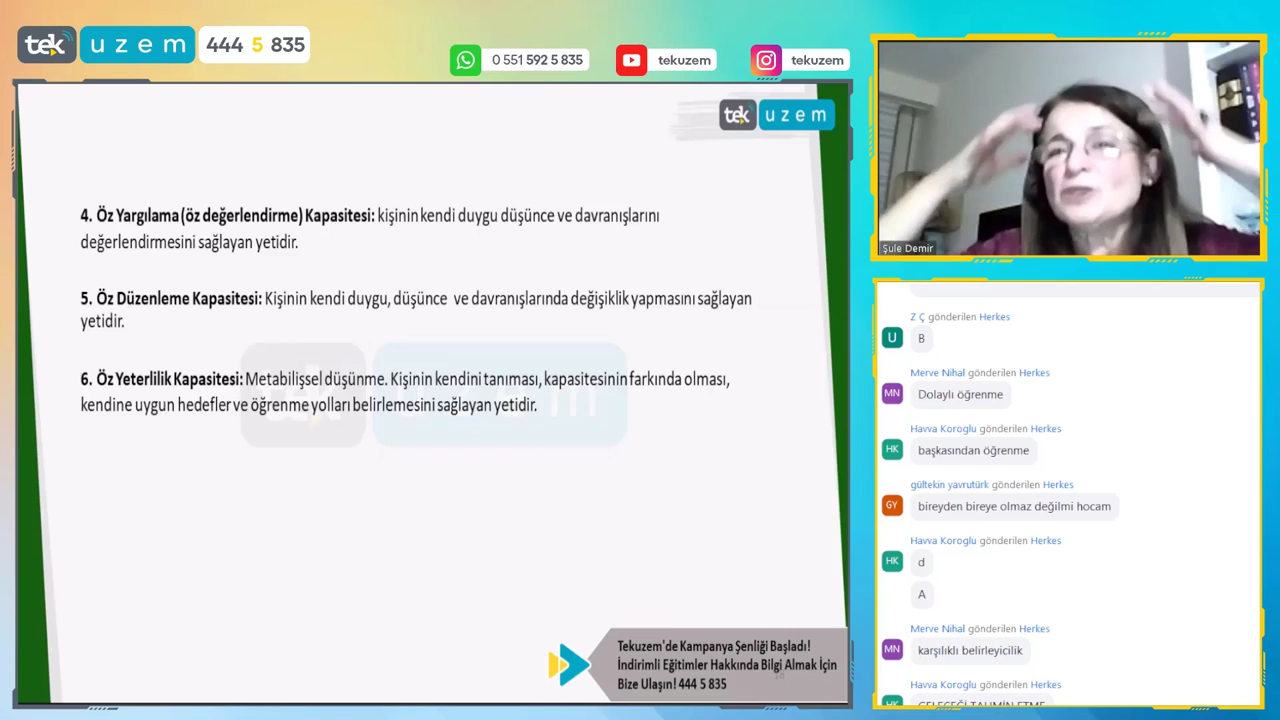 tek uzem 444 5 835
0 551 592 5 835
tekuzem
tekuzem
tek uzem
4. Öz Yargılama (öz değerlendirme) Kapasitesi: kişinin kendi duygu düşünce ve davranışlarını
değerlendirmesini sağlayan yetidir.
5. Öz Düzenleme Kapasitesi: Kişinin kendi duygu, düşünce ve davranışlarında değişiklik yapmasını sağlayan
yetidir.
6. Öz Yeterlilik Kapasitesi: Metabilişsel düşünme. Kişinin kendini tanıması, kapasitesinin farkında olması,
kendine uygun hedefler ve öğrenme yolları belirlemesini sağlayan yetidir.
Tekuzem'de Kampanya Şenliği Başladı!
İndirimli Eğitimler Hakkında Bilgi Almak İçin
Bize Ulaşın! 444 5 835
18
Şule Demir
Z Ç gönderilen Herkes
U
B
Merve Nihal gönderilen Herkes
MN
Dolaylı öğrenme
Havva Koroglu gönderilen Herkes
HK
başkasından öğrenme
gültekin yavrutürk gönderilen Herkes
GY
bireyden bireye olmaz değilmi hocam
Havva Koroglu gönderilen Herkes
HK
d
A
Merve Nihal gönderilen Herkes
MN
karşılıklı belirleyicilik
Havva Koroglu gönderilen Herkes
HK
GELECEĞİ TAHMİN ETME